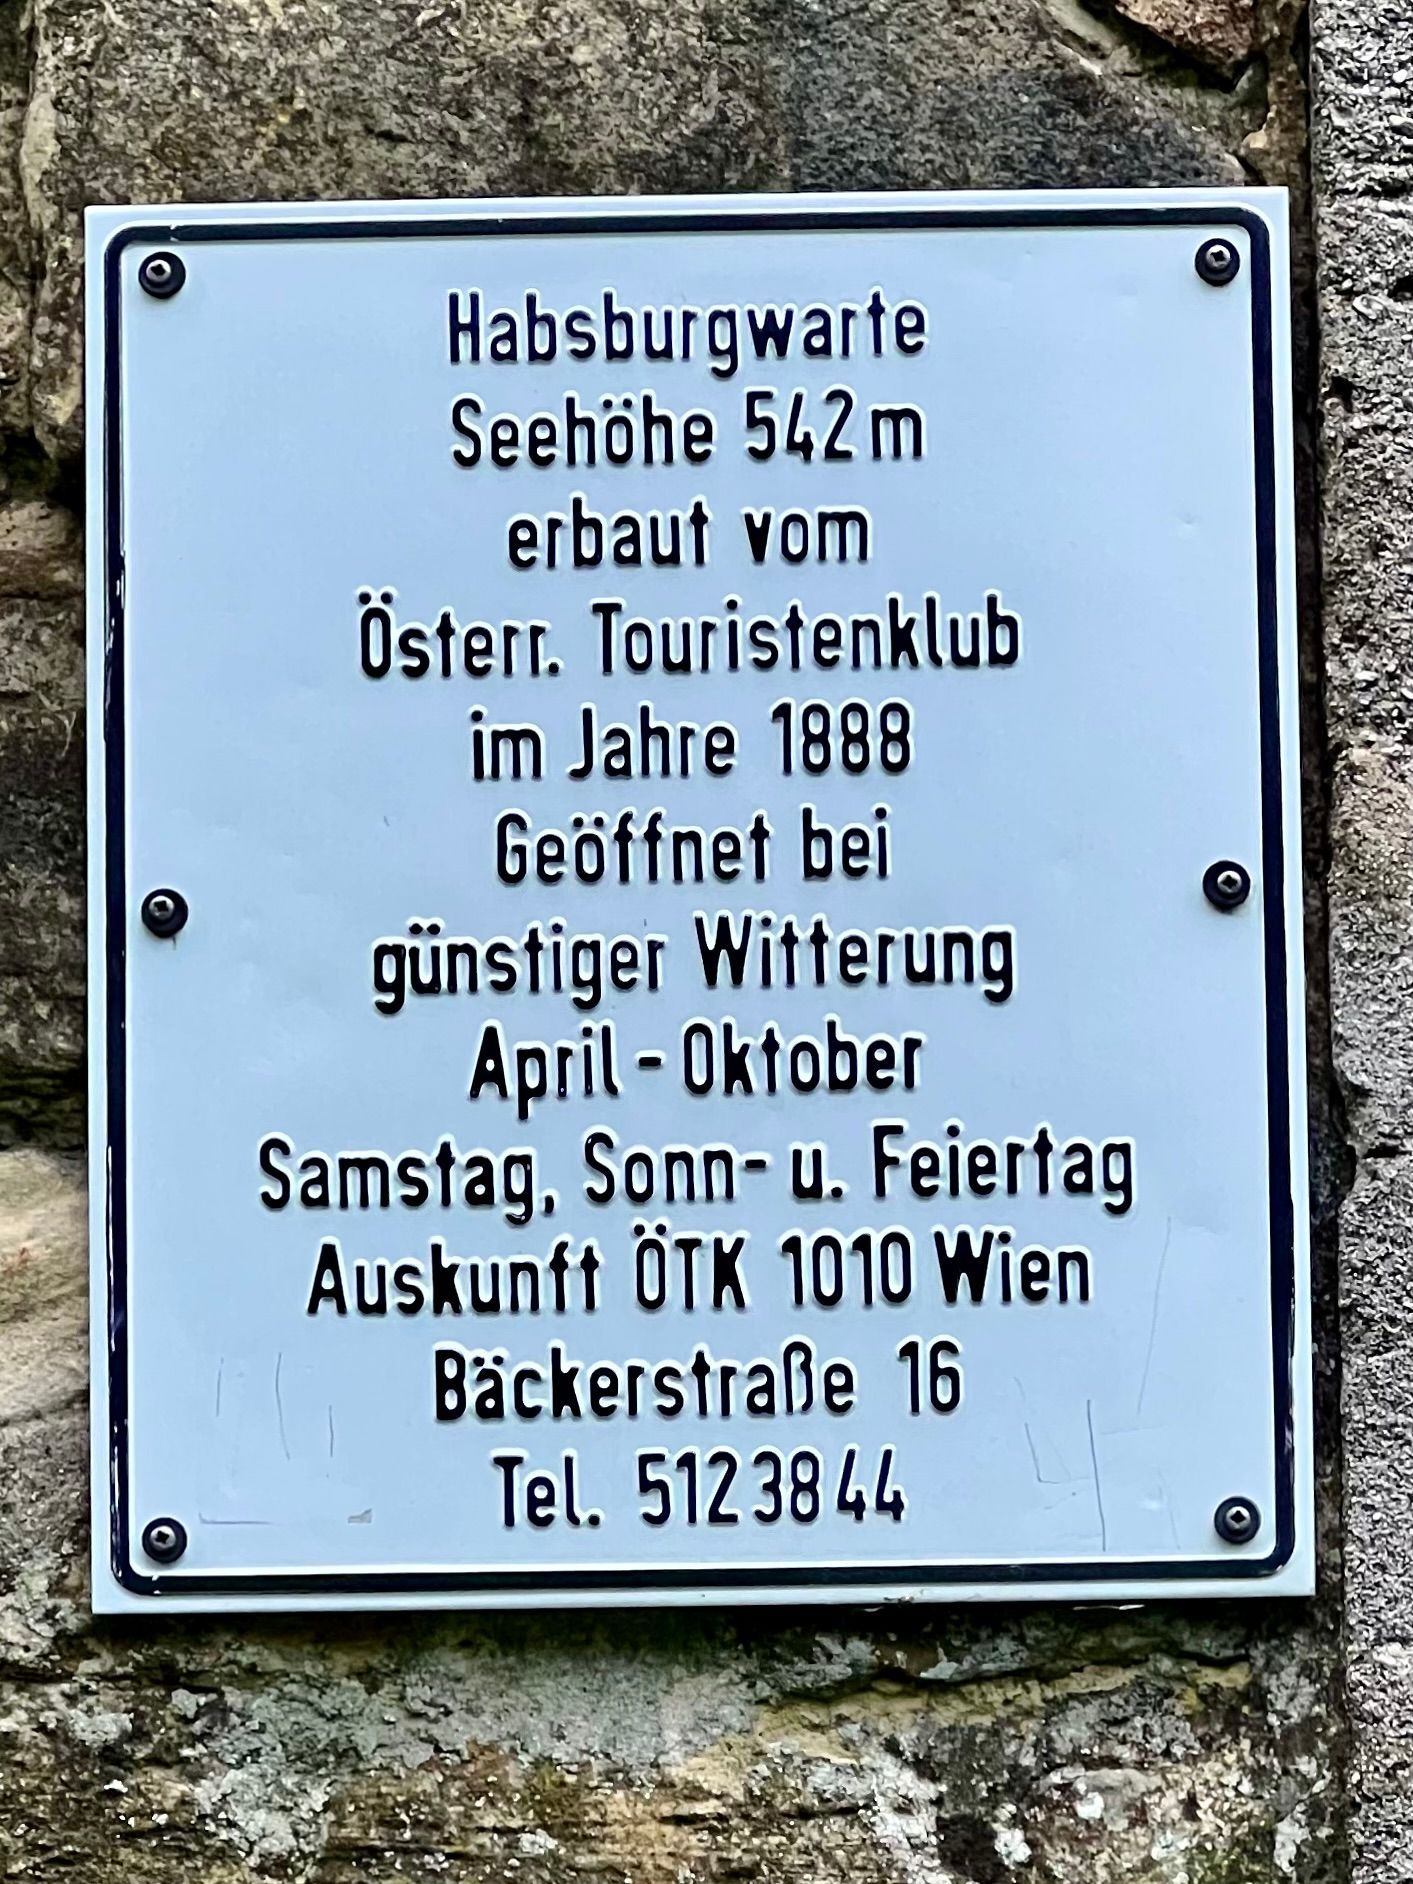 Habsburgwarte
Seehöhe 542 m
erbaut vom
Österr. Touristenklub
im Jahre 1888
Geöffnet bei
günstiger Witterung
April - Oktober
Samstag, Sonn- u. Feiertag
Auskunft ÖTK 1010 Wien
Bäckerstraße 16
Tel. 512 38 44